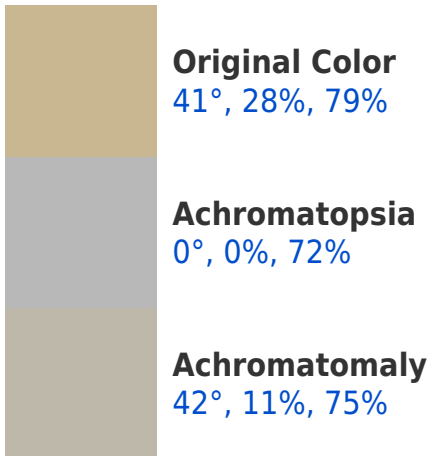 Original Color
41°, 28%, 79%
Achromatopsia
0°, 0%, 72%
Achromatomaly
42°, 11%, 75%